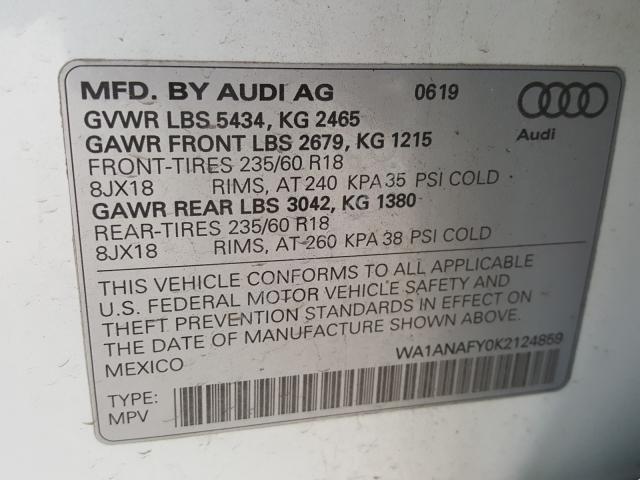 MFD. BY AUDI AG 0619
GVWR LBS 5434, KG 2465 Audi
GAWR FRONT LBS 2679, KG 1215
FRONT-TIRES 235/60 R18
8JX18 RIMS, AT 240 KPA 35 PSI COLD
GAWR REAR LBS 3042, KG 1380
REAR-TIRES 235/60 R18
8JX18 RIMS, AT 260 KPA 38 PSI COLD
THIS VEHICLE CONFORMS TO ALL APPLICABLE
U.S. FEDERAL MOTOR VEHICLE SAFETY AND
THEFT PREVENTION STANDARDS IN EFFECT ON
THE DATE OF MANUFACTURE SHOWN ABOVE.
MEXICO WA1ANAFY0K2124859
TYPE:
MPV